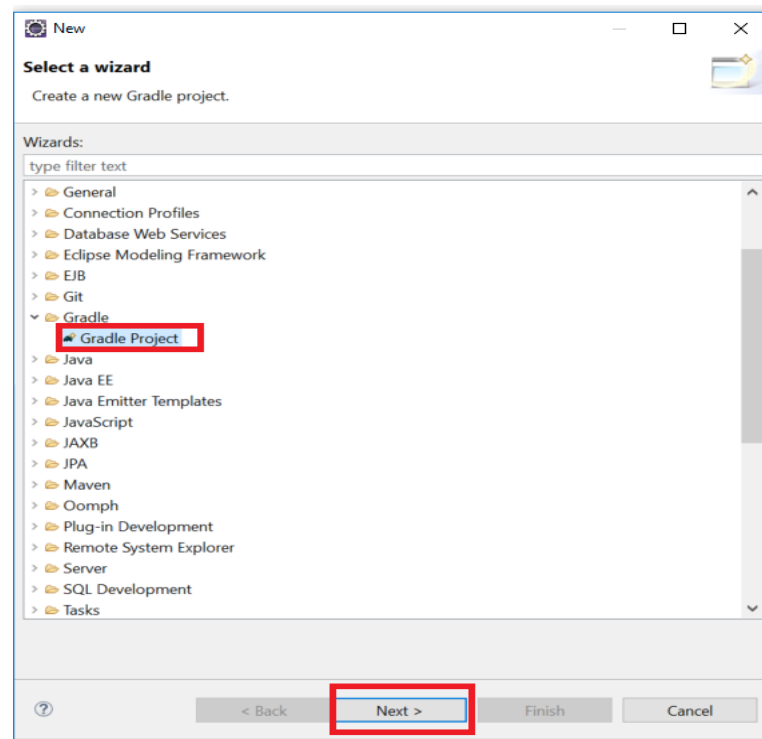 New
Select a wizard
Create a new Gradle project.
Wizards:
type filter text
General
Connection Profiles
Database Web Services
Eclipse Modeling Framework
EJB
Git
Gradle
Gradle Project
Java
Java EE
Java Emitter Templates
JavaScript
JAXB
JPA
Maven
Oomph
Plug-in Development
Remote System Explorer
Server
SQL Development
Tasks
? < Back Next > Finish Cancel